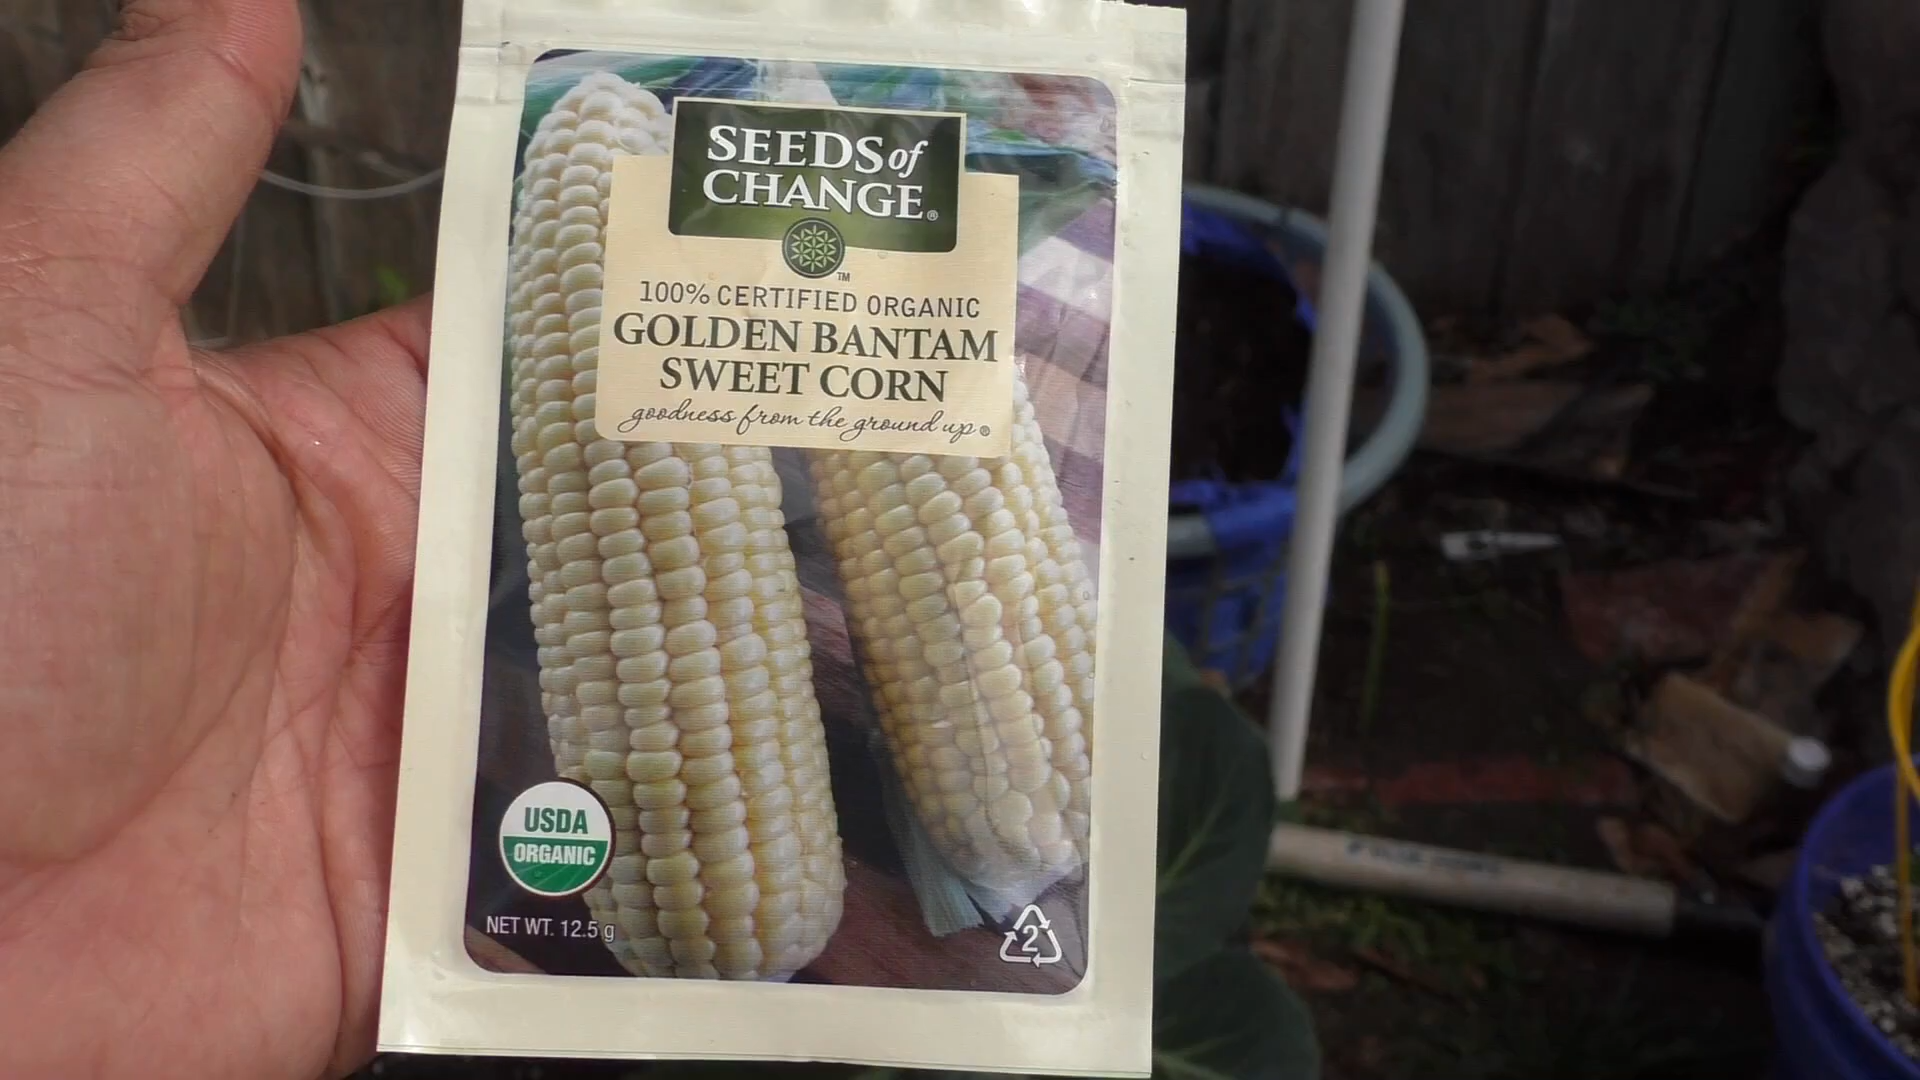 SEEDS of
CHANGE®
TM
100% CERTIFIED ORGANIC
GOLDEN BANTAM
SWEET CORN
goodness from the ground up®
USDA
ORGANIC
NET WT. 12.5 g
2